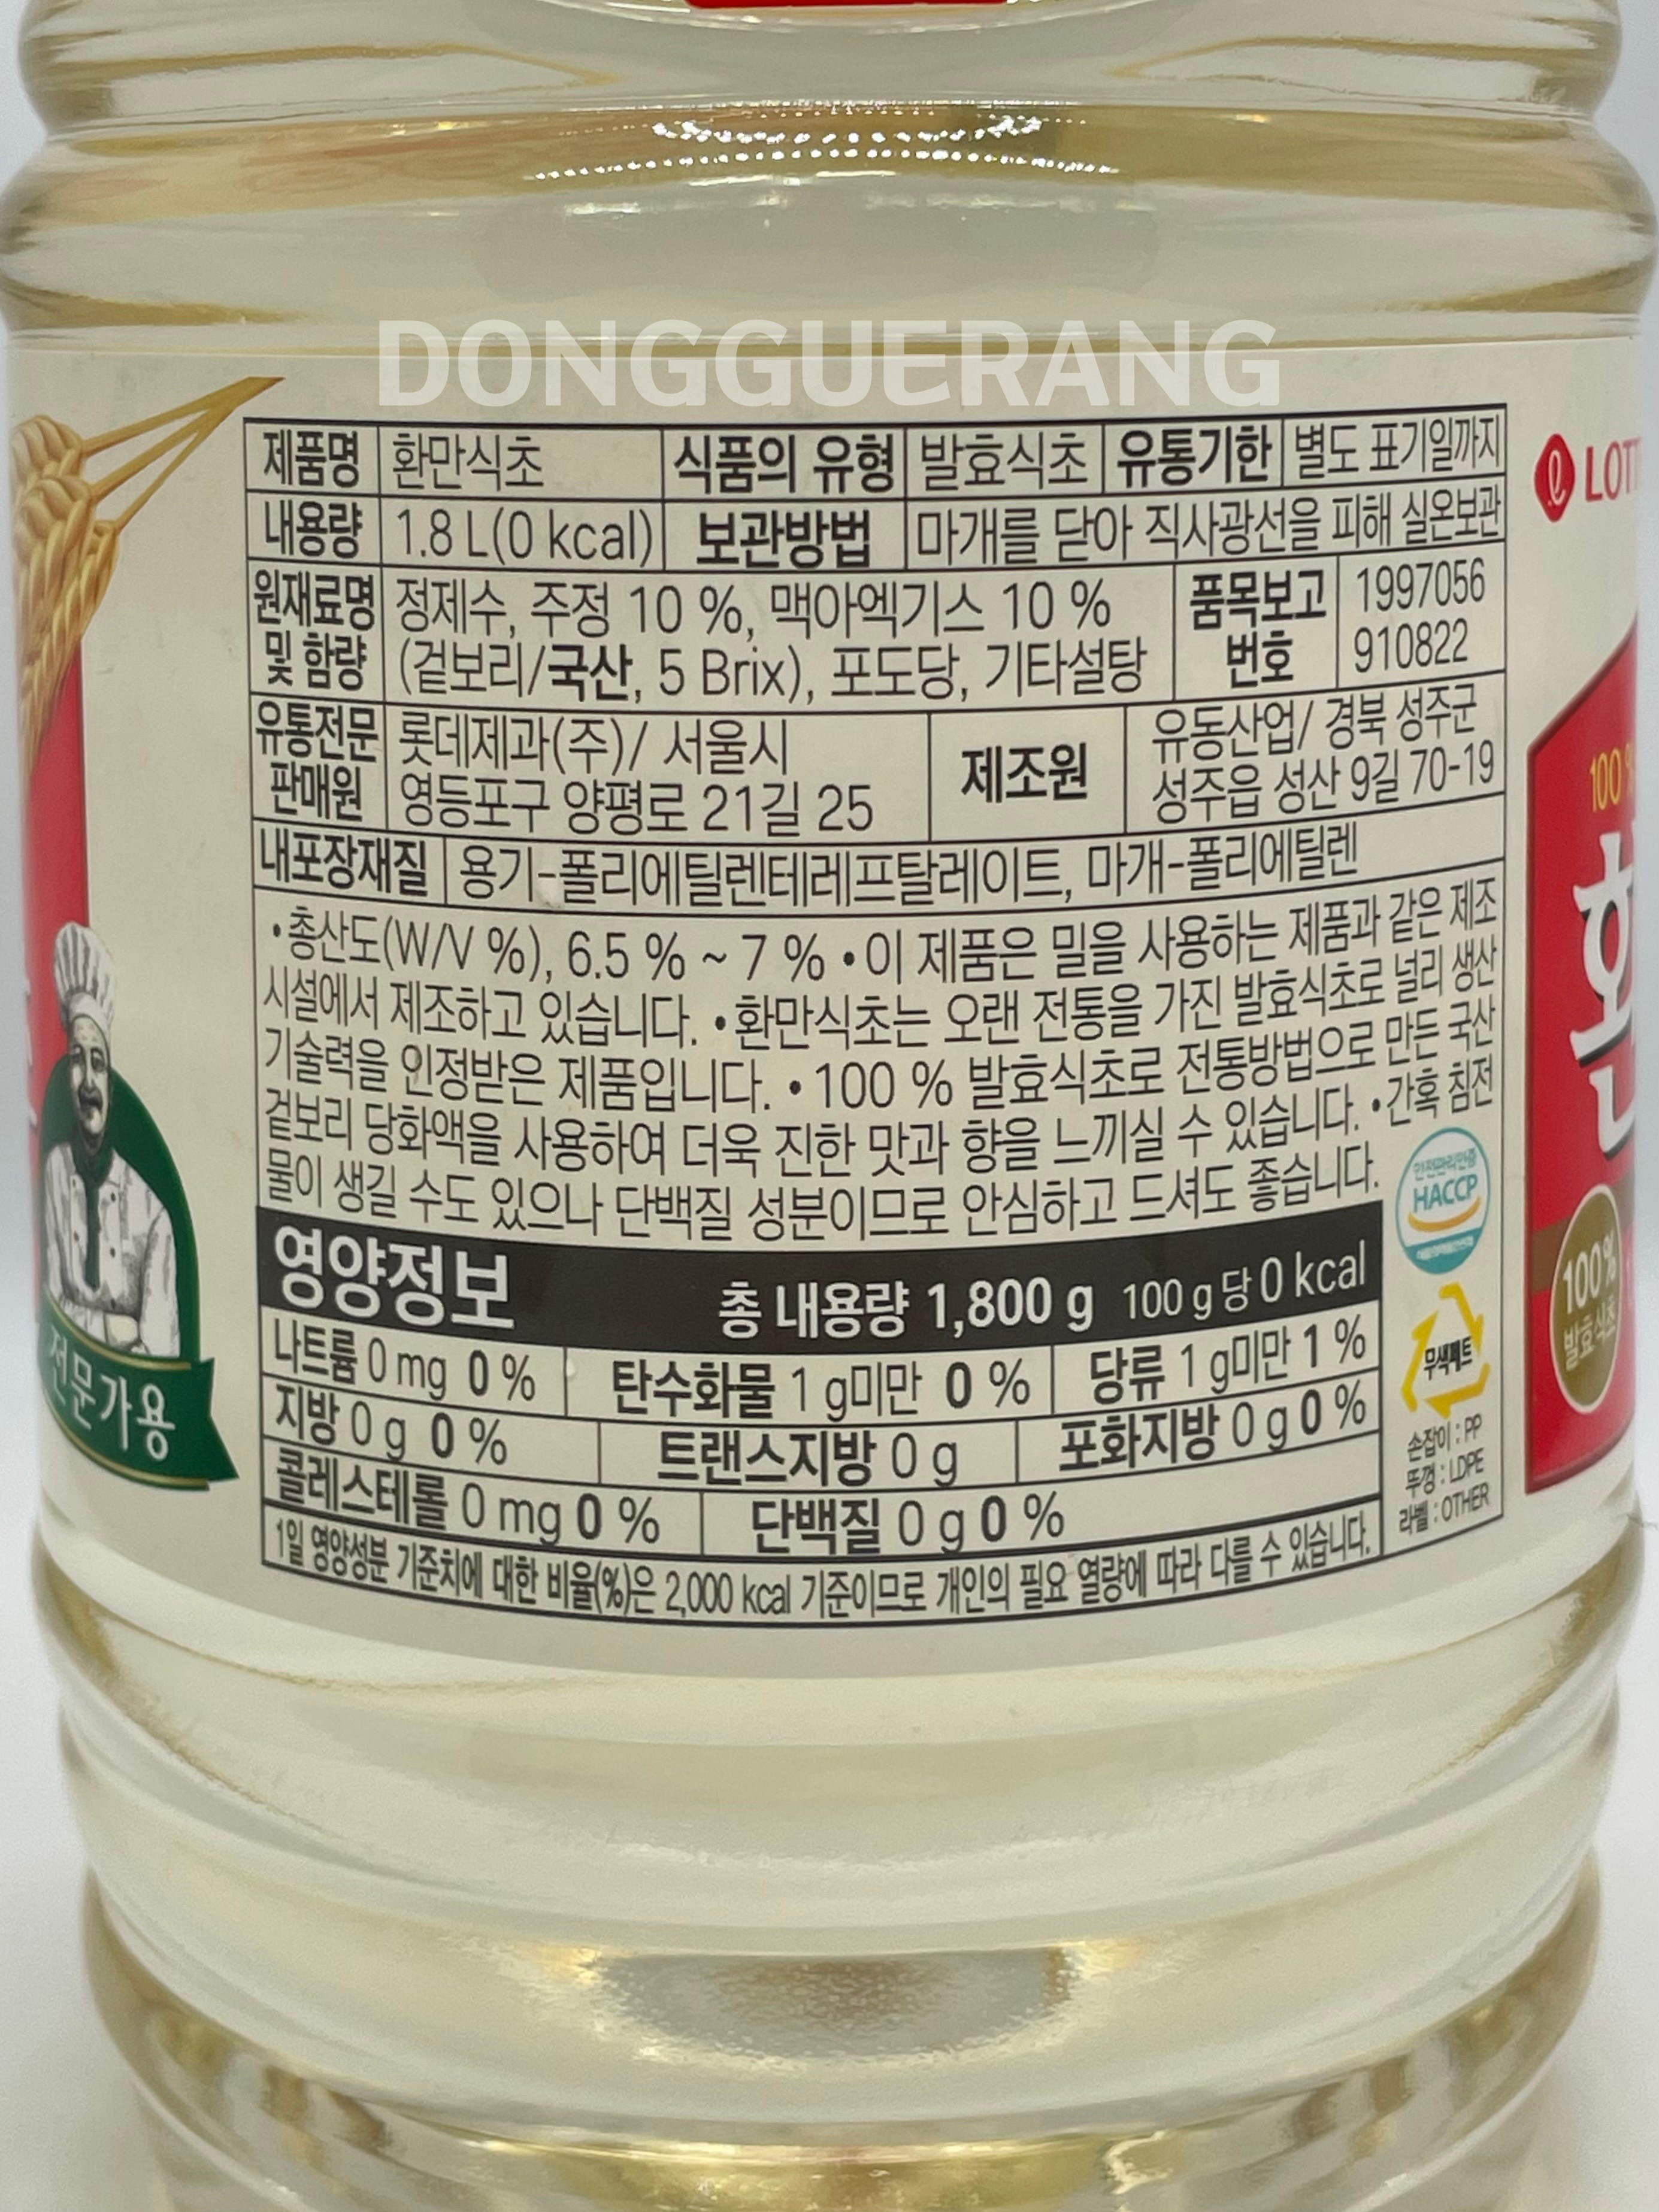 DONGGUERANG
제품명 환만식초 식품의 유형 발효식초 유통기한 별도 표기일까지
내용량 1.8 L(0 kcal) 보관방법 마개를 닫아 직사광선을 피해 실온보관
원재료명 및 함량 정제수, 주정 10 %, 맥아엑기스 10 %
(겉보리/국산, 5 Brix), 포도당, 기타설탕
품목보고 번호 1997056
910822
유통전문 판매원 롯데제과(주)/ 서울시
영등포구 양평로 21길 25
제조원 유동산업/ 경북 성주군
성주읍 성산 9길 70-19
내포장재질 용기-폴리에틸렌테레프탈레이트, 마개-폴리에틸렌
•총산도(W/V %), 6.5 % ~ 7 % •이 제품은 밀을 사용하는 제품과 같은 제조
시설에서 제조하고 있습니다. •환만식초는 오랜 전통을 가진 발효식초로 널리 생산
기술력을 인정받은 제품입니다. •100 % 발효식초로 전통방법으로 만든 국산
겉보리 당화액을 사용하여 더욱 진한 맛과 향을 느끼실 수 있습니다. •간혹 침전
물이 생길 수도 있으나 단백질 성분이므로 안심하고 드셔도 좋습니다.
영양정보 총 내용량 1,800 g 100 g당 0 kcal
나트륨 0 mg 0 % 탄수화물 1 g미만 0 % 당류 1 g미만 1 %
지방 0 g 0 % 트랜스지방 0 g 포화지방 0 g 0 %
콜레스테롤 0 mg 0 % 단백질 0 g 0 %
1일 영양성분 기준치에 대한 비율(%)은 2,000 kcal 기준이므로 개인의 필요 열량에 따라 다를 수 있습니다.
안전관리인증
HACCP
무색페트
손잡이 : PP
뚜껑 : LDPE
라벨 : OTHER
전문가용
100%
발효식초